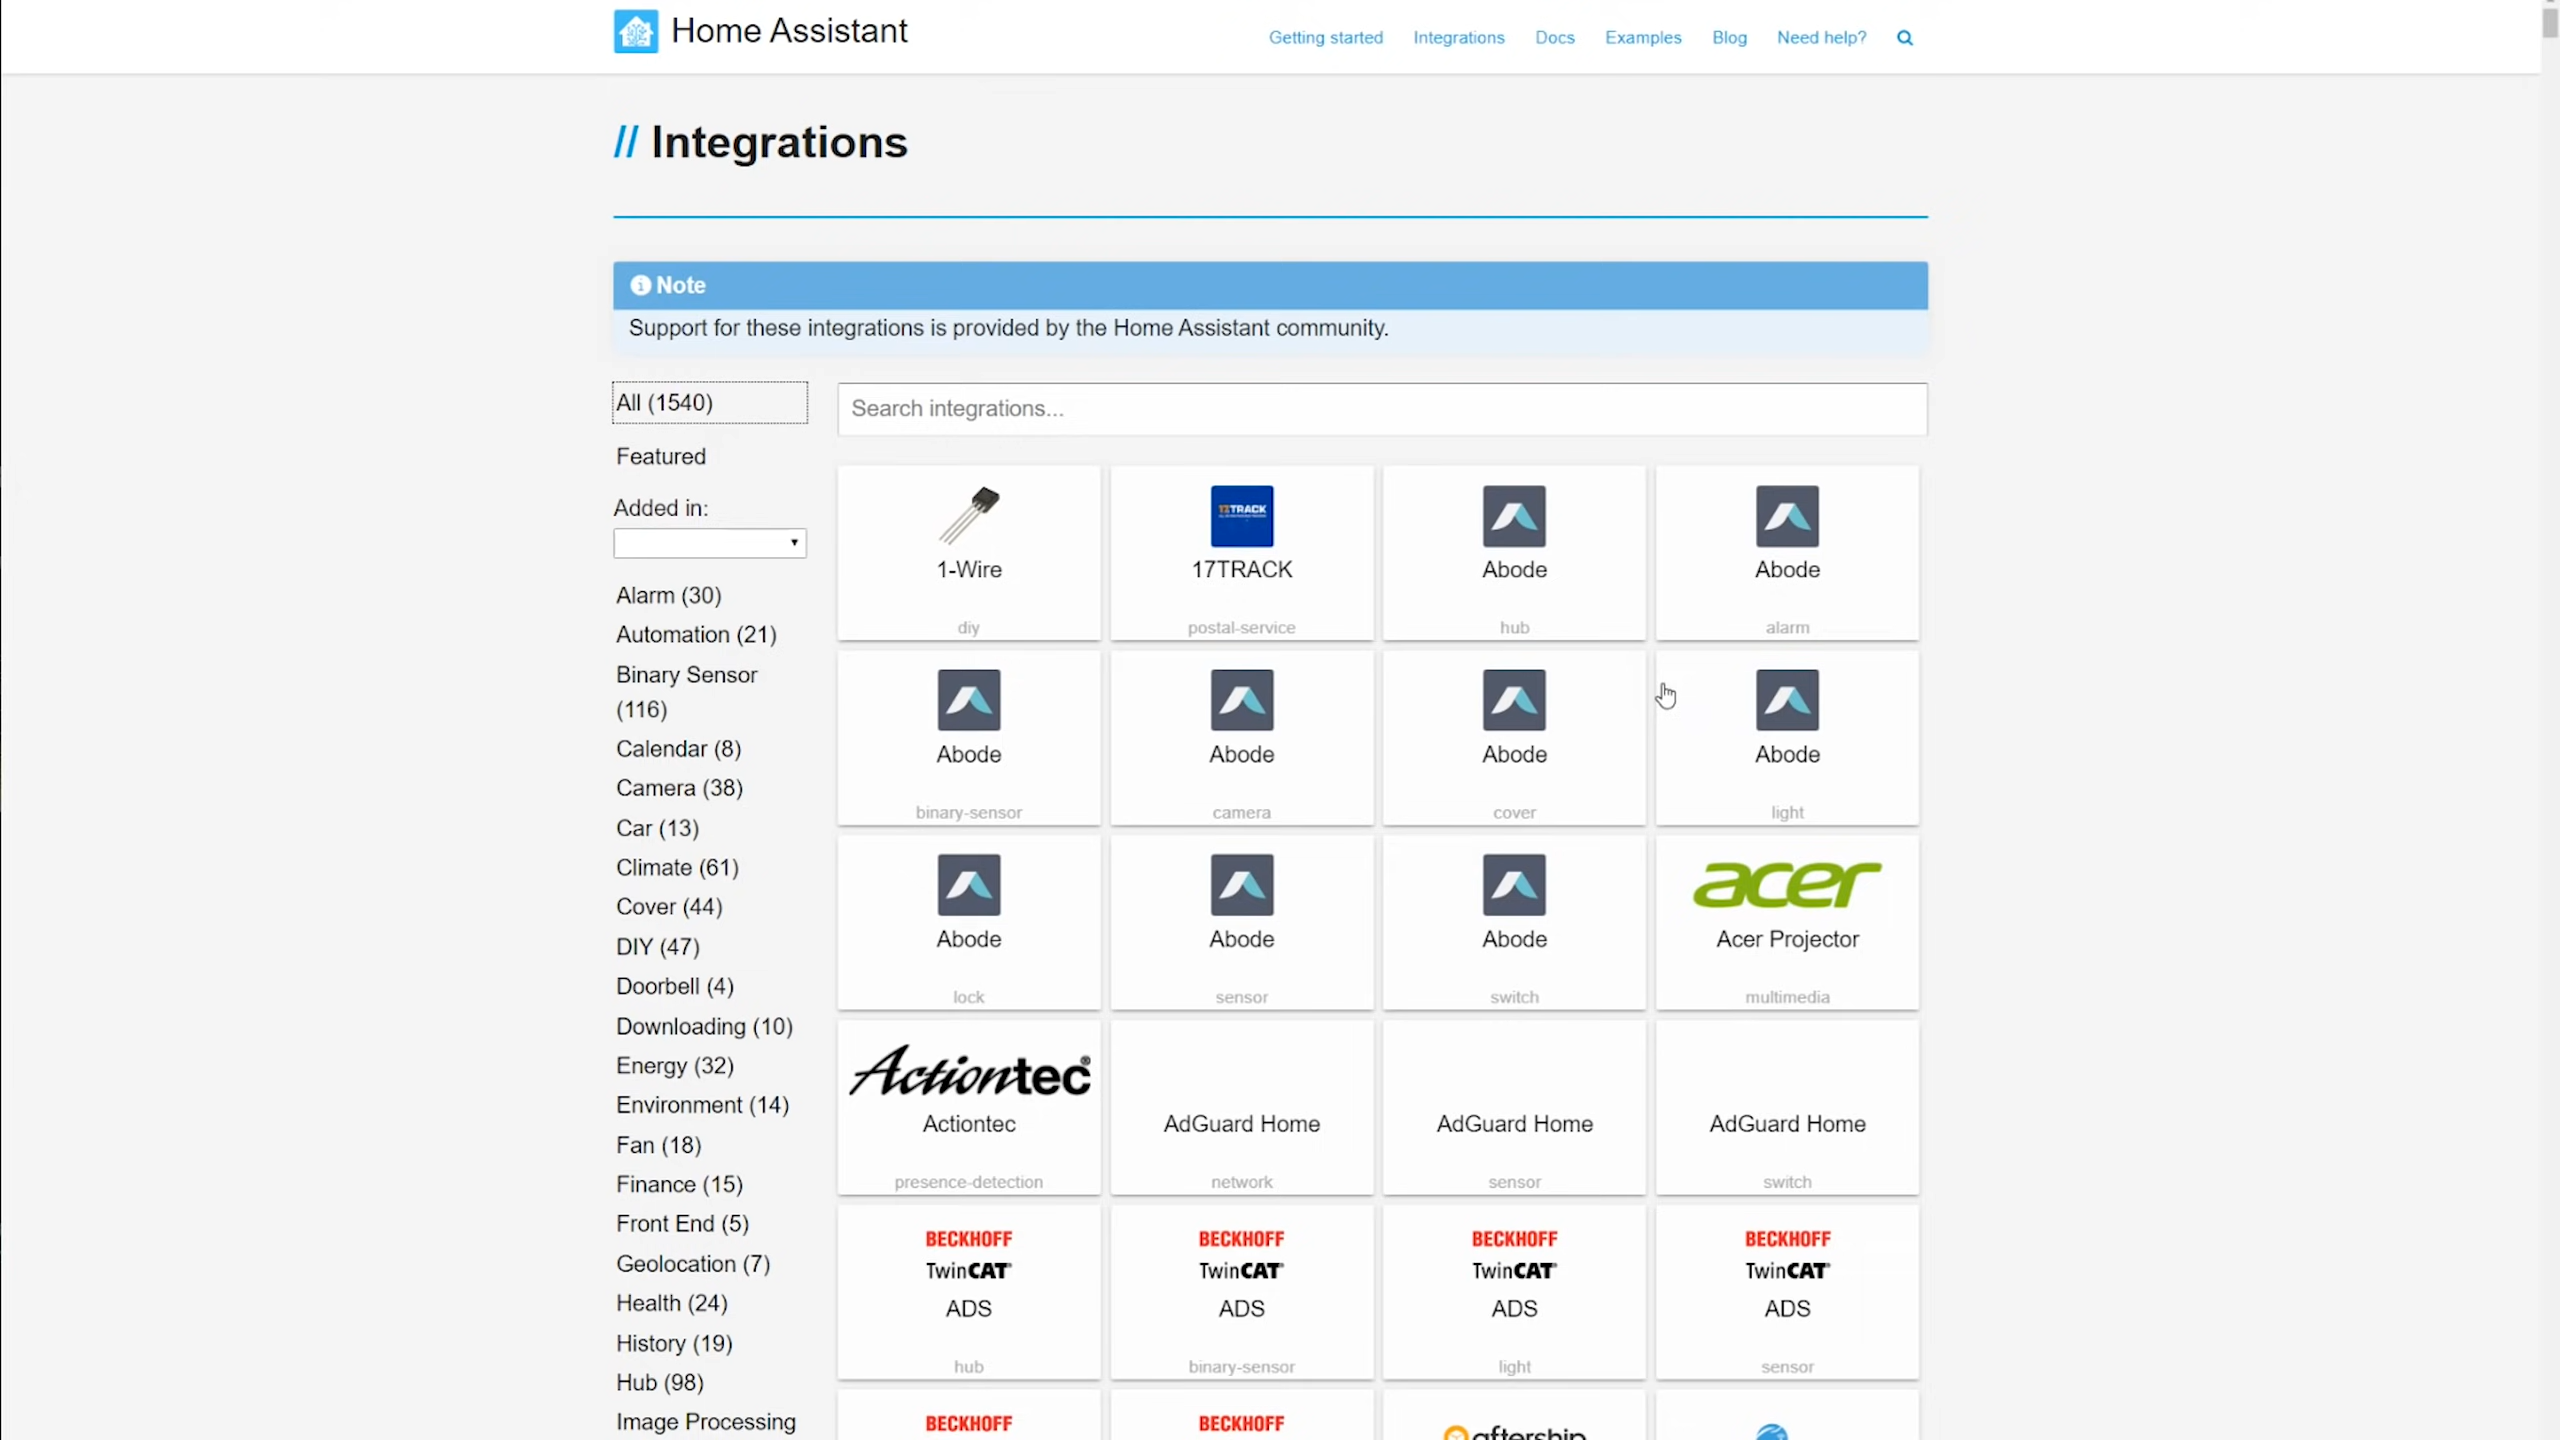 Home Assistant
Getting started Integrations Docs Examples Blog Need help?
// Integrations
Note
Support for these integrations is provided by the Home Assistant community.
All (1540)
Featured
Added in:
Alarm (30)
Automation (21)
Binary Sensor
(116)
Calendar (8)
Camera (38)
Car (13)
Climate (61)
Cover (44)
DIY (47)
Doorbell (4)
Downloading (10)
Energy (32)
Environment (14)
Fan (18)
Finance (15)
Front End (5)
Geolocation (7)
Health (24)
History (19)
Hub (98)
Image Processing
Search integrations...
1-Wire
diy
17TRACK
17TRACK
postal-service
Abode
hub
Abode
alarm
Abode
binary-sensor
Abode
camera
Abode
cover
Abode
light
Abode
lock
Abode
sensor
Abode
switch
acer
Acer Projector
multimedia
Actiontec®
Actiontec
presence-detection
AdGuard Home
network
AdGuard Home
sensor
AdGuard Home
switch
BECKHOFF
TwinCAT®
ADS
hub
BECKHOFF
TwinCAT®
ADS
binary-sensor
BECKHOFF
TwinCAT®
ADS
light
BECKHOFF
TwinCAT®
ADS
sensor
BECKHOFF
BECKHOFF
aftership